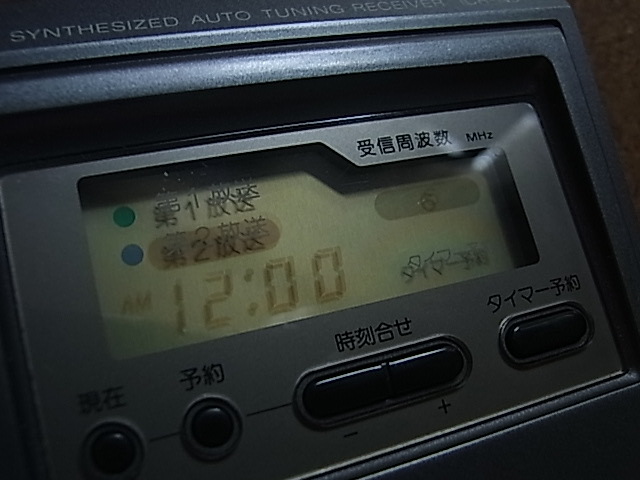 SYNTHESIZED AUTO TUNING RECEIVER
受信周波数 MHz
第1放送
第2放送
6
AM 12:00
タイマー予約
タイマー予約
時刻合せ
予約
現在
− +